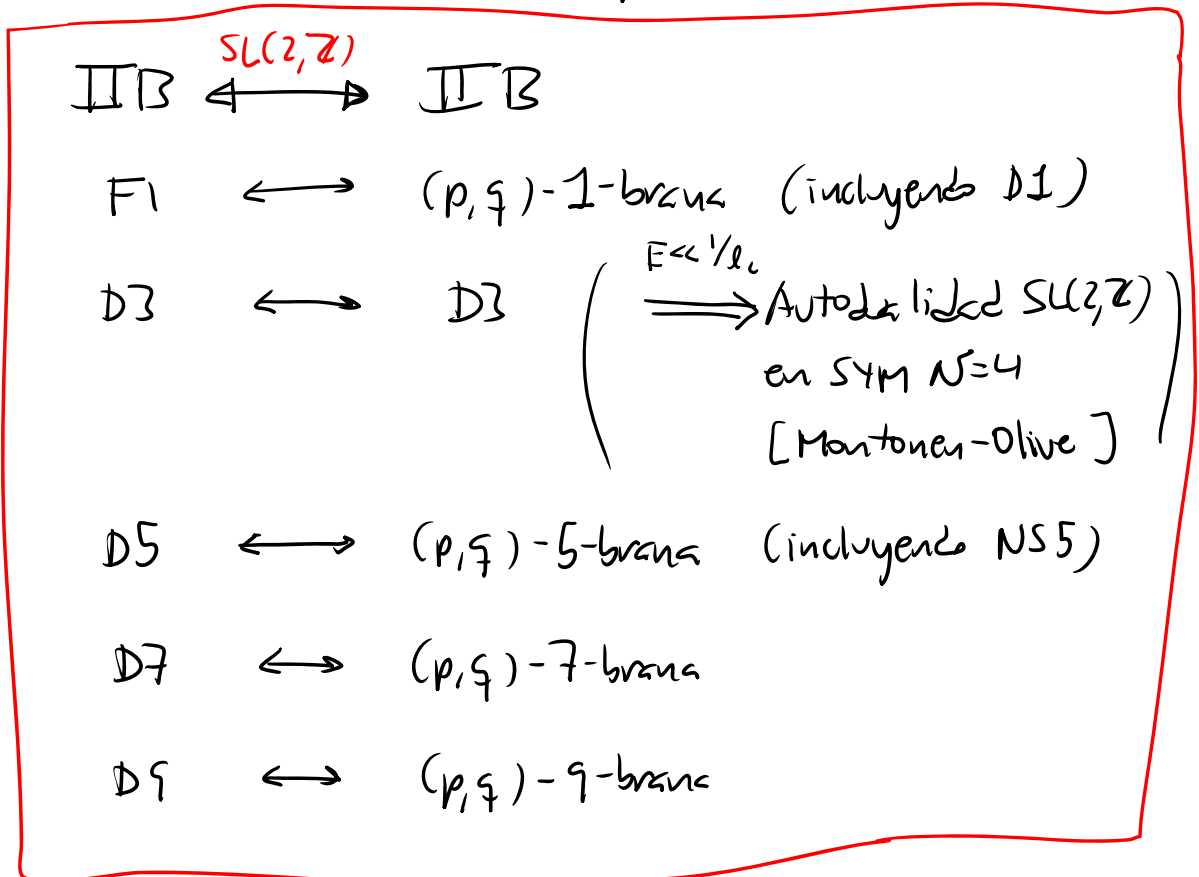 SL(2,ℤ)
IIB ⟷ IIB
F1 ⟷ (p,q)-1-brana (incluyendo D1)
E<<1/ls
D3 ⟷ D3 ( ⟹ Autodualidad SL(2,ℤ)
en SYM N=4
[Montonen-Olive] )
D5 ⟷ (p,q)-5-brana (incluyendo NS5)
D7 ⟷ (p,q)-7-brana
D9 ⟷ (p,q)-9-brana